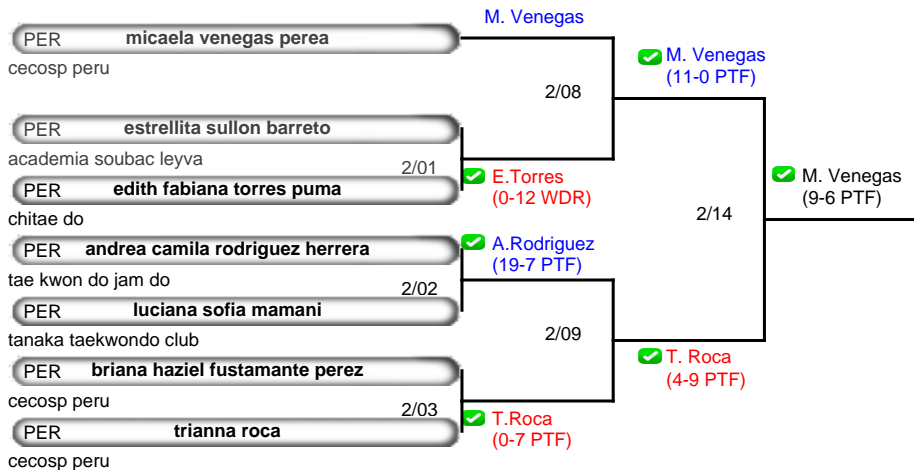 M. Venegas
PER micaela venegas perea
cecosp peru
M. Venegas
(11-0 PTF)
2/08
PER estrellita sullon barreto
academia soubac leyva
2/01
PER edith fabiana torres puma
chitae do
E.Torres
(0-12 WDR)
M. Venegas
(9-6 PTF)
2/14
PER andrea camila rodriguez herrera
tae kwon do jam do
A.Rodriguez
(19-7 PTF)
2/02
PER luciana sofia mamani
tanaka taekwondo club
2/09
PER briana haziel fustamante perez
cecosp peru
T. Roca
(4-9 PTF)
2/03
PER trianna roca
cecosp peru
T.Roca
(0-7 PTF)